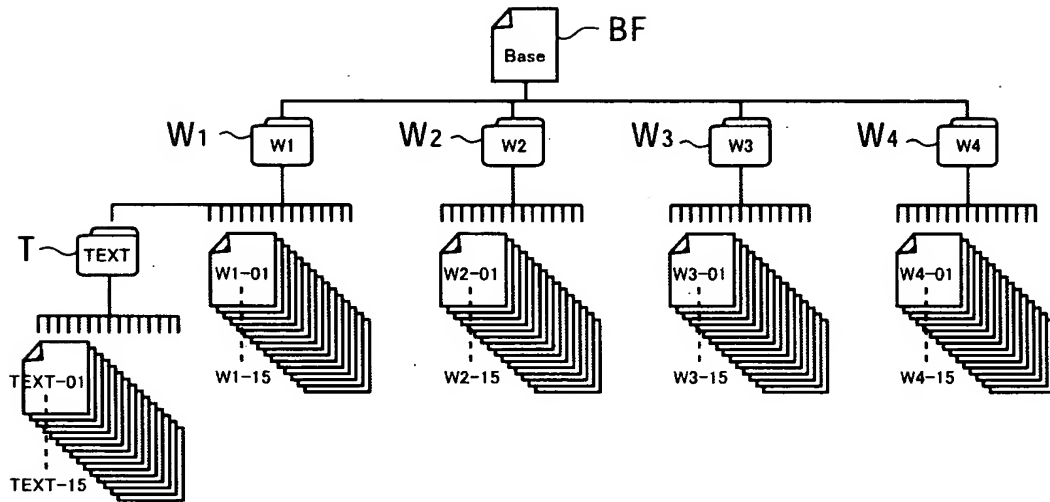 BF
Base
W1 W1 W2 W2 W3 W3 W4 W4
T TEXT
W1-01 W2-01 W3-01 W4-01
TEXT-01 W1-15 W2-15 W3-15 W4-15
TEXT-15